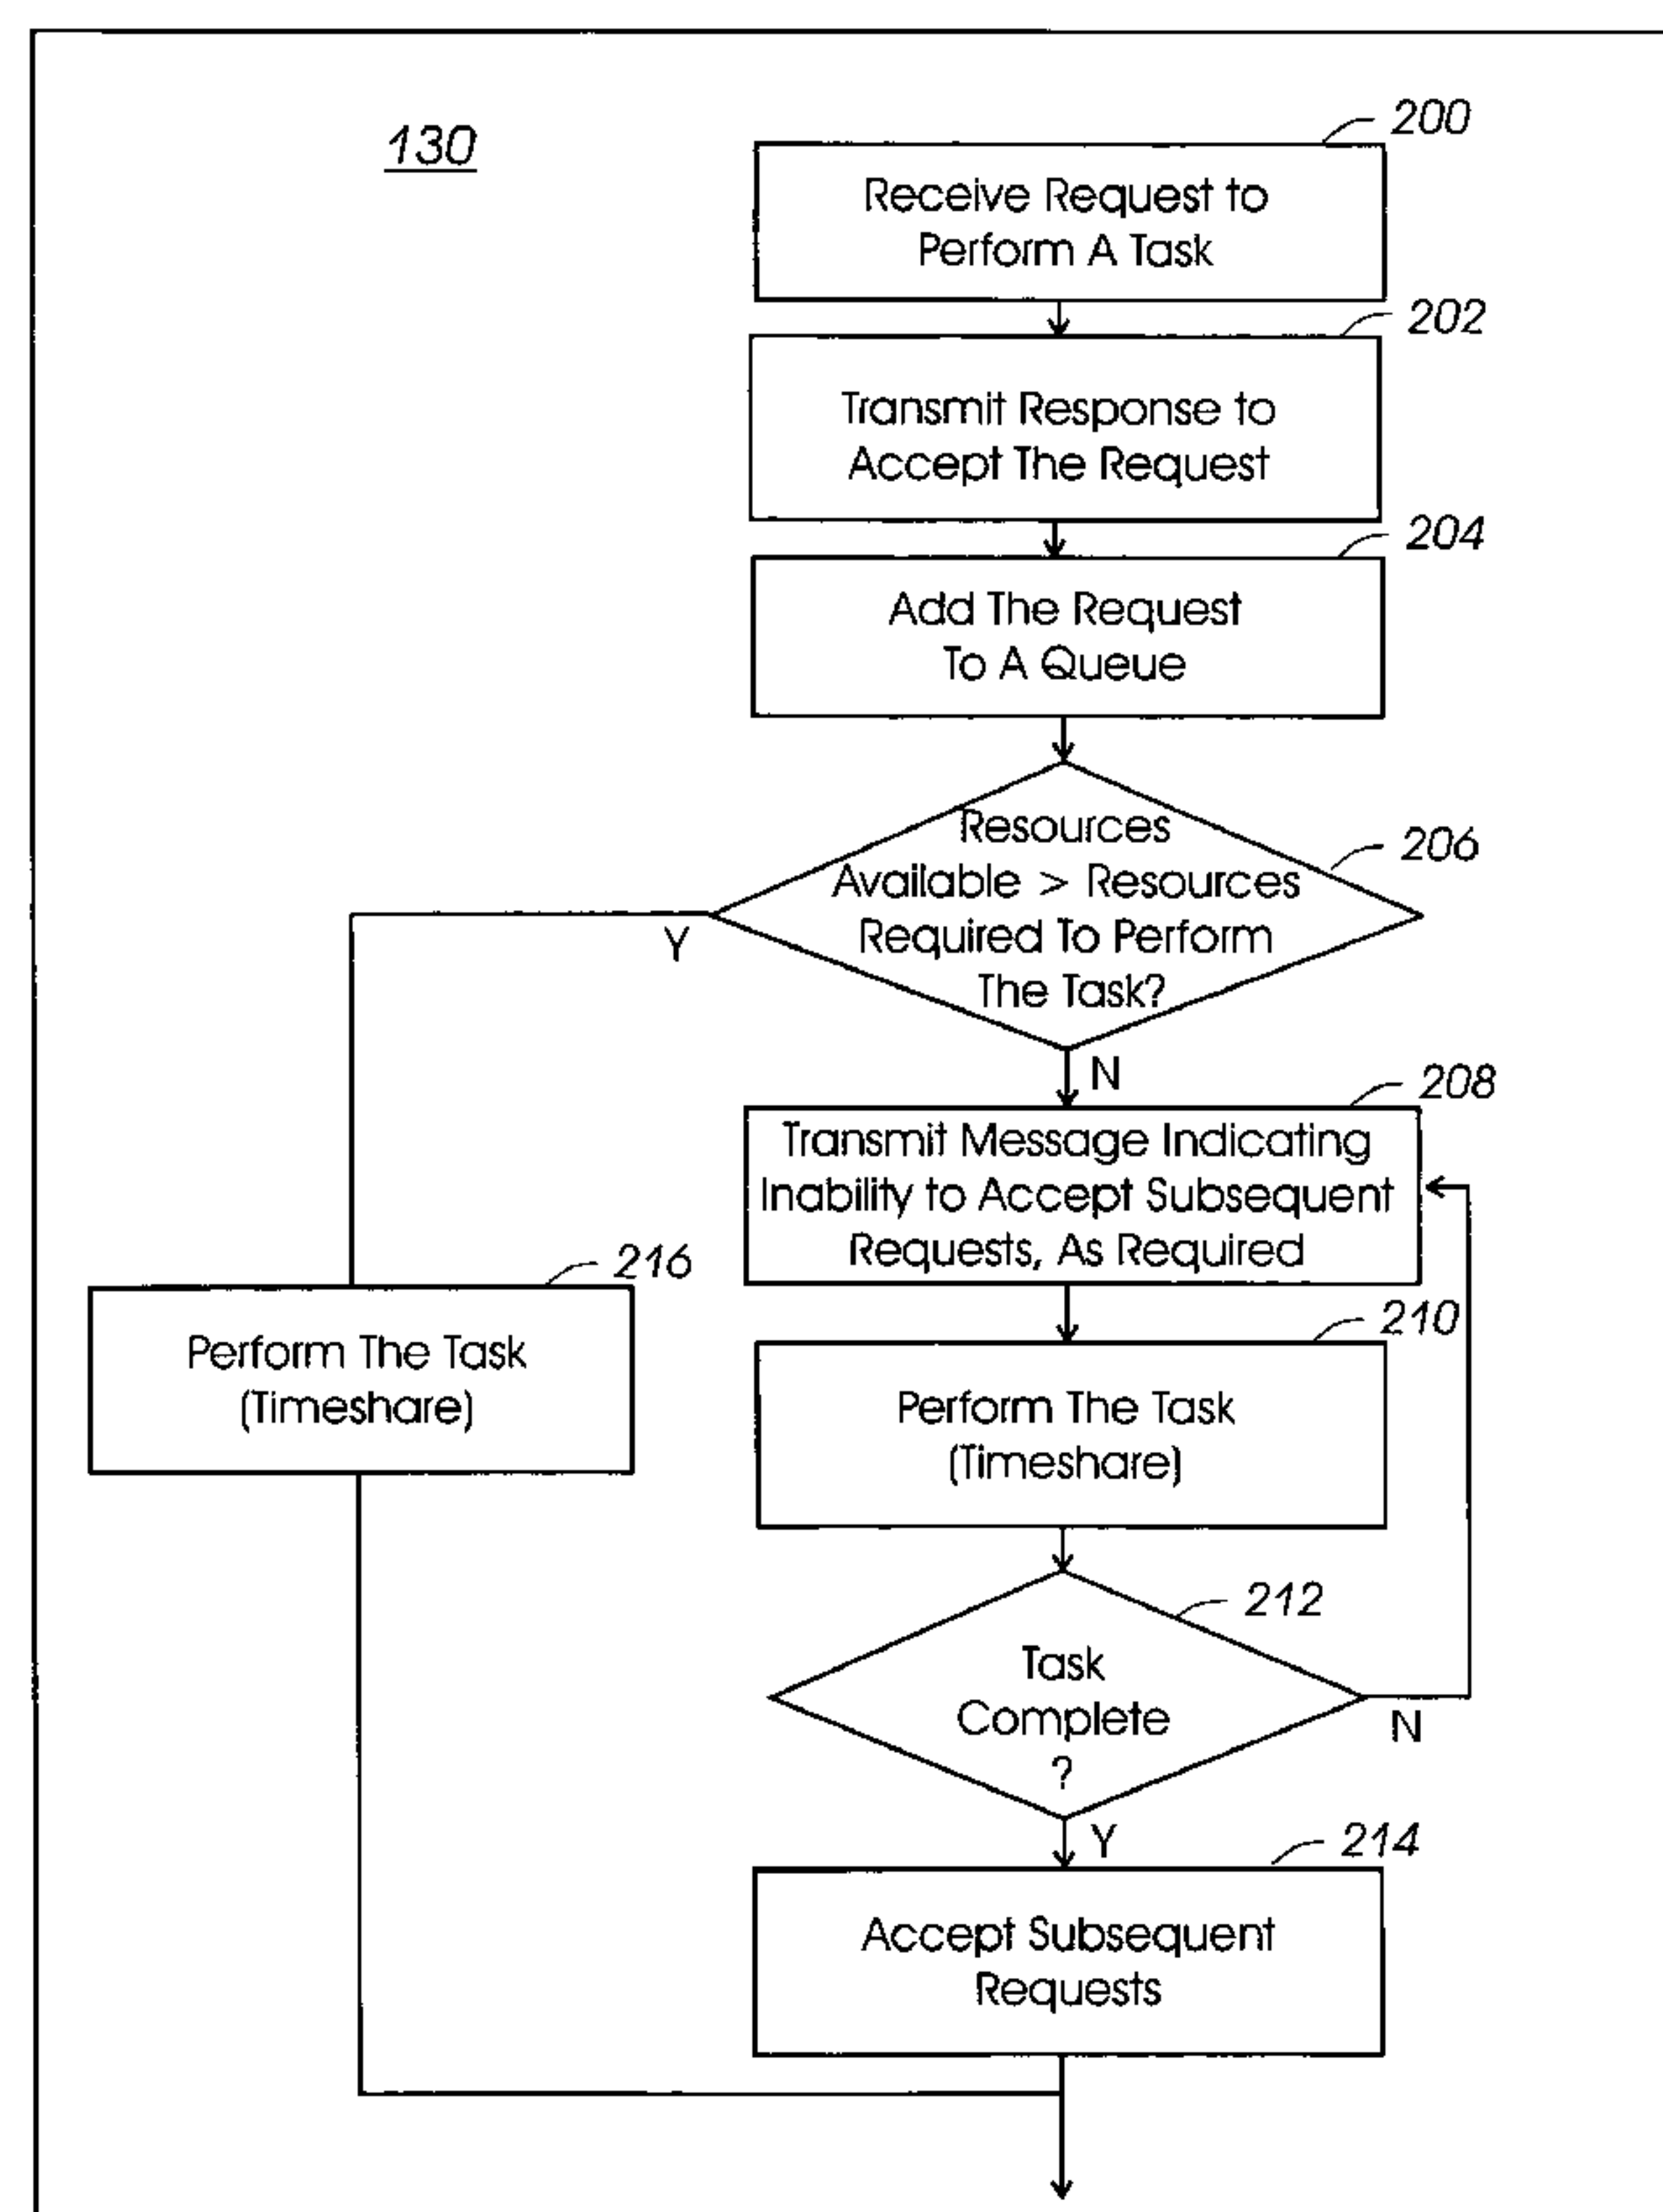 130
200
Receive Request to
Perform A Task
202
Transmit Response to
Accept The Request
204
Add The Request
To A Queue
206
Resources
Available > Resources
Required To Perform
The Task?
Y
N
208
Transmit Message Indicating
Inability to Accept Subsequent
Requests, As Required
216
Perform The Task
(Timeshare)
210
Perform The Task
(Timeshare)
212
Task
Complete
?
N
Y
214
Accept Subsequent
Requests